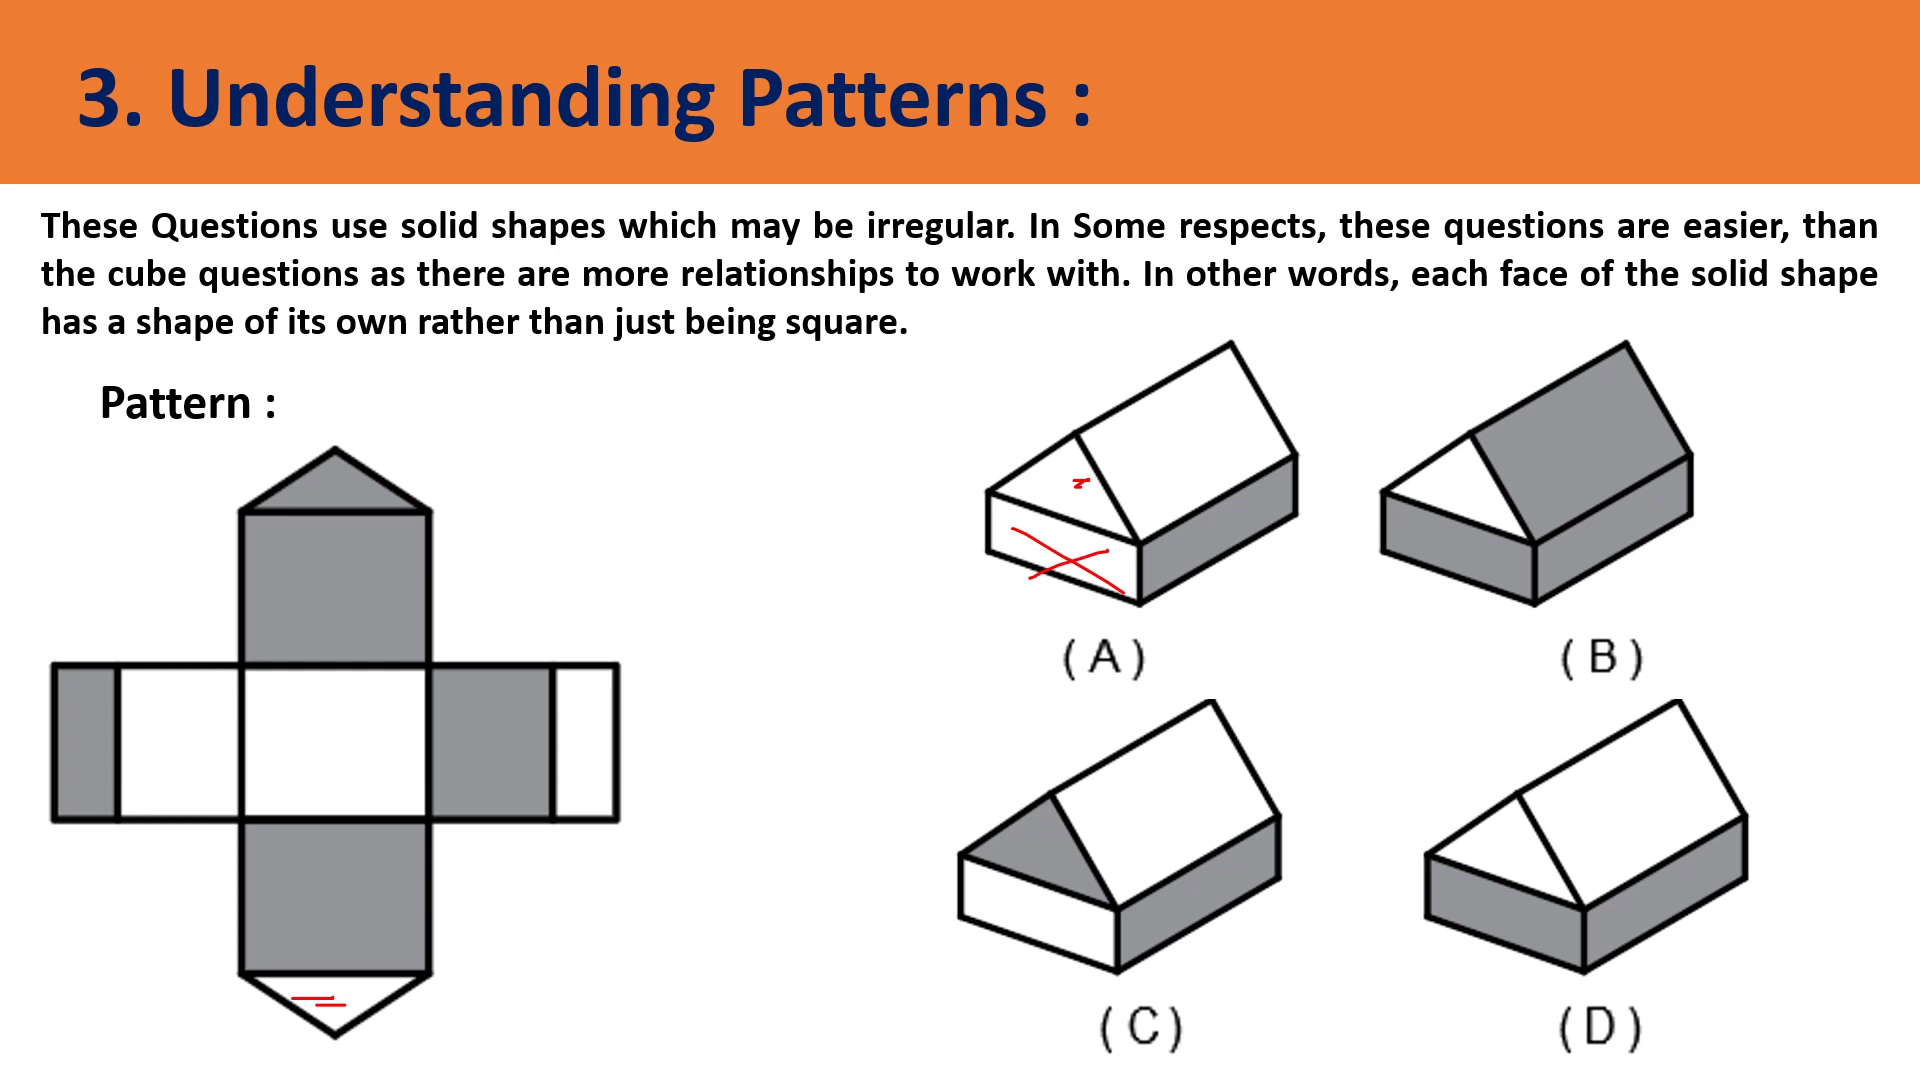 3. Understanding Patterns :
These Questions use solid shapes which may be irregular. In Some respects, these questions are easier, than
the cube questions as there are more relationships to work with. In other words, each face of the solid shape
has a shape of its own rather than just being square.
Pattern :
( A )
( B )
( C )
( D )